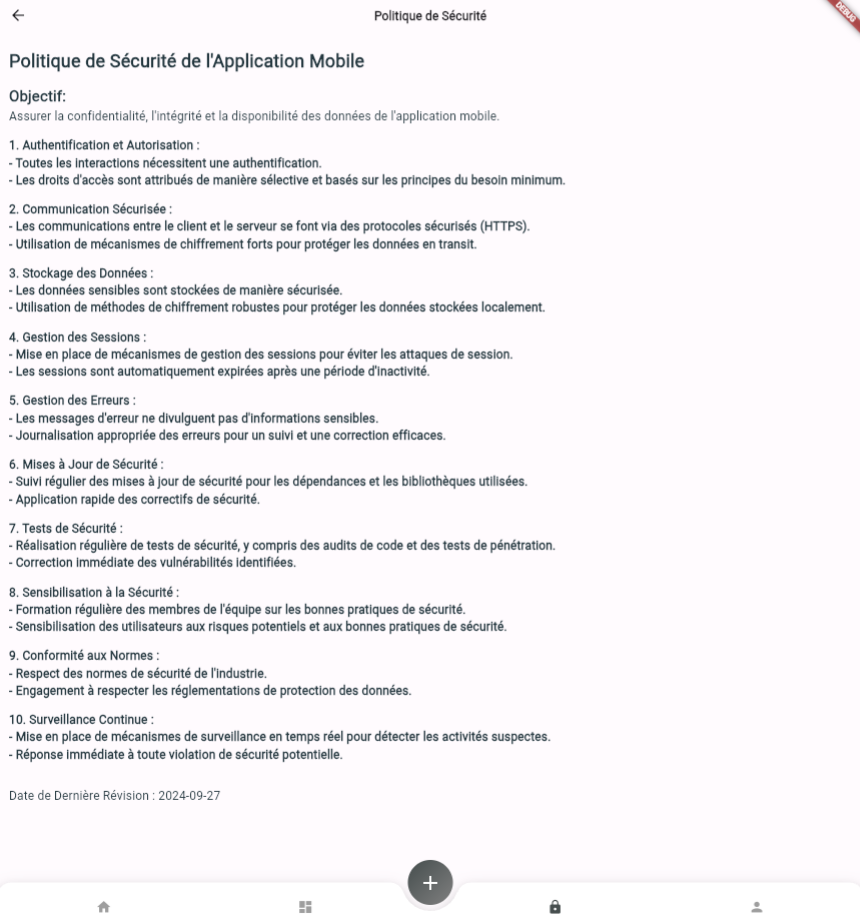 Politique de Sécurité
DEBUG
Politique de Sécurité de l'Application Mobile
Objectif:
Assurer la confidentialité, l'intégrité et la disponibilité des données de l'application mobile.
1. Authentification et Autorisation :
- Toutes les interactions nécessitent une authentification.
- Les droits d'accès sont attribués de manière sélective et basés sur les principes du besoin minimum.
2. Communication Sécurisée :
- Les communications entre le client et le serveur se font via des protocoles sécurisés (HTTPS).
- Utilisation de mécanismes de chiffrement forts pour protéger les données en transit.
3. Stockage des Données :
- Les données sensibles sont stockées de manière sécurisée.
- Utilisation de méthodes de chiffrement robustes pour protéger les données stockées localement.
4. Gestion des Sessions :
- Mise en place de mécanismes de gestion des sessions pour éviter les attaques de session.
- Les sessions sont automatiquement expirées après une période d'inactivité.
5. Gestion des Erreurs :
- Les messages d'erreur ne divulguent pas d'informations sensibles.
- Journalisation appropriée des erreurs pour un suivi et une correction efficaces.
6. Mises à Jour de Sécurité :
- Suivi régulier des mises à jour de sécurité pour les dépendances et les bibliothèques utilisées.
- Application rapide des correctifs de sécurité.
7. Tests de Sécurité :
- Réalisation régulière de tests de sécurité, y compris des audits de code et des tests de pénétration.
- Correction immédiate des vulnérabilités identifiées.
8. Sensibilisation à la Sécurité :
- Formation régulière des membres de l'équipe sur les bonnes pratiques de sécurité.
- Sensibilisation des utilisateurs aux risques potentiels et aux bonnes pratiques de sécurité.
9. Conformité aux Normes :
- Respect des normes de sécurité de l'industrie.
- Engagement à respecter les réglementations de protection des données.
10. Surveillance Continue :
- Mise en place de mécanismes de surveillance en temps réel pour détecter les activités suspectes.
- Réponse immédiate à toute violation de sécurité potentielle.
Date de Dernière Révision : 2024-09-27